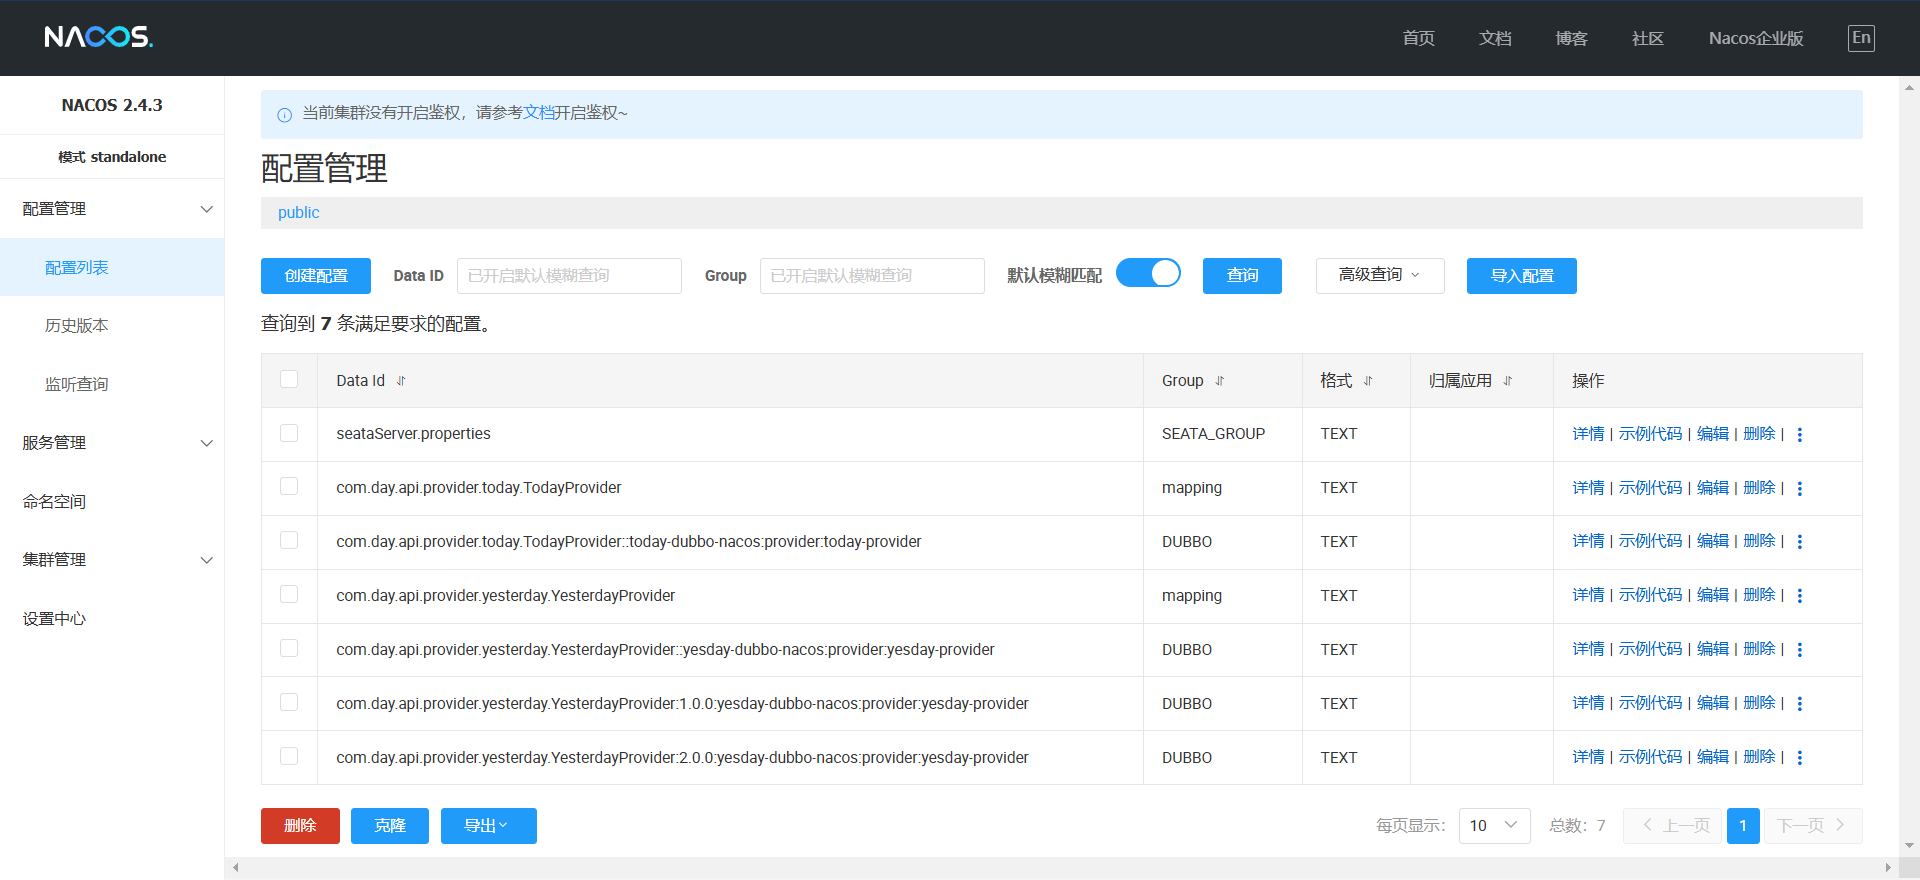 NACOS.
首页 文档 博客 社区 Nacos企业版 En
NACOS 2.4.3
模式 standalone
配置管理
配置列表
历史版本
监听查询
服务管理
命名空间
集群管理
设置中心
当前集群没有开启鉴权，请参考文档开启鉴权~
配置管理
public
创建配置 Data ID 已开启默认模糊查询 Group 已开启默认模糊查询 默认模糊匹配 查询 高级查询 导入配置
查询到 7 条满足要求的配置。
Data Id Group 格式 归属应用 操作
seataServer.properties SEATA_GROUP TEXT 详情 | 示例代码 | 编辑 | 删除 |
com.day.api.provider.today.TodayProvider mapping TEXT 详情 | 示例代码 | 编辑 | 删除 |
com.day.api.provider.today.TodayProvider::today-dubbo-nacos:provider:today-provider DUBBO TEXT 详情 | 示例代码 | 编辑 | 删除 |
com.day.api.provider.yesterday.YesterdayProvider mapping TEXT 详情 | 示例代码 | 编辑 | 删除 |
com.day.api.provider.yesterday.YesterdayProvider::yesday-dubbo-nacos:provider:yesday-provider DUBBO TEXT 详情 | 示例代码 | 编辑 | 删除 |
com.day.api.provider.yesterday.YesterdayProvider:1.0.0:yesday-dubbo-nacos:provider:yesday-provider DUBBO TEXT 详情 | 示例代码 | 编辑 | 删除 |
com.day.api.provider.yesterday.YesterdayProvider:2.0.0:yesday-dubbo-nacos:provider:yesday-provider DUBBO TEXT 详情 | 示例代码 | 编辑 | 删除 |
删除 克隆 导出 每页显示: 10 总数: 7 上一页 1 下一页